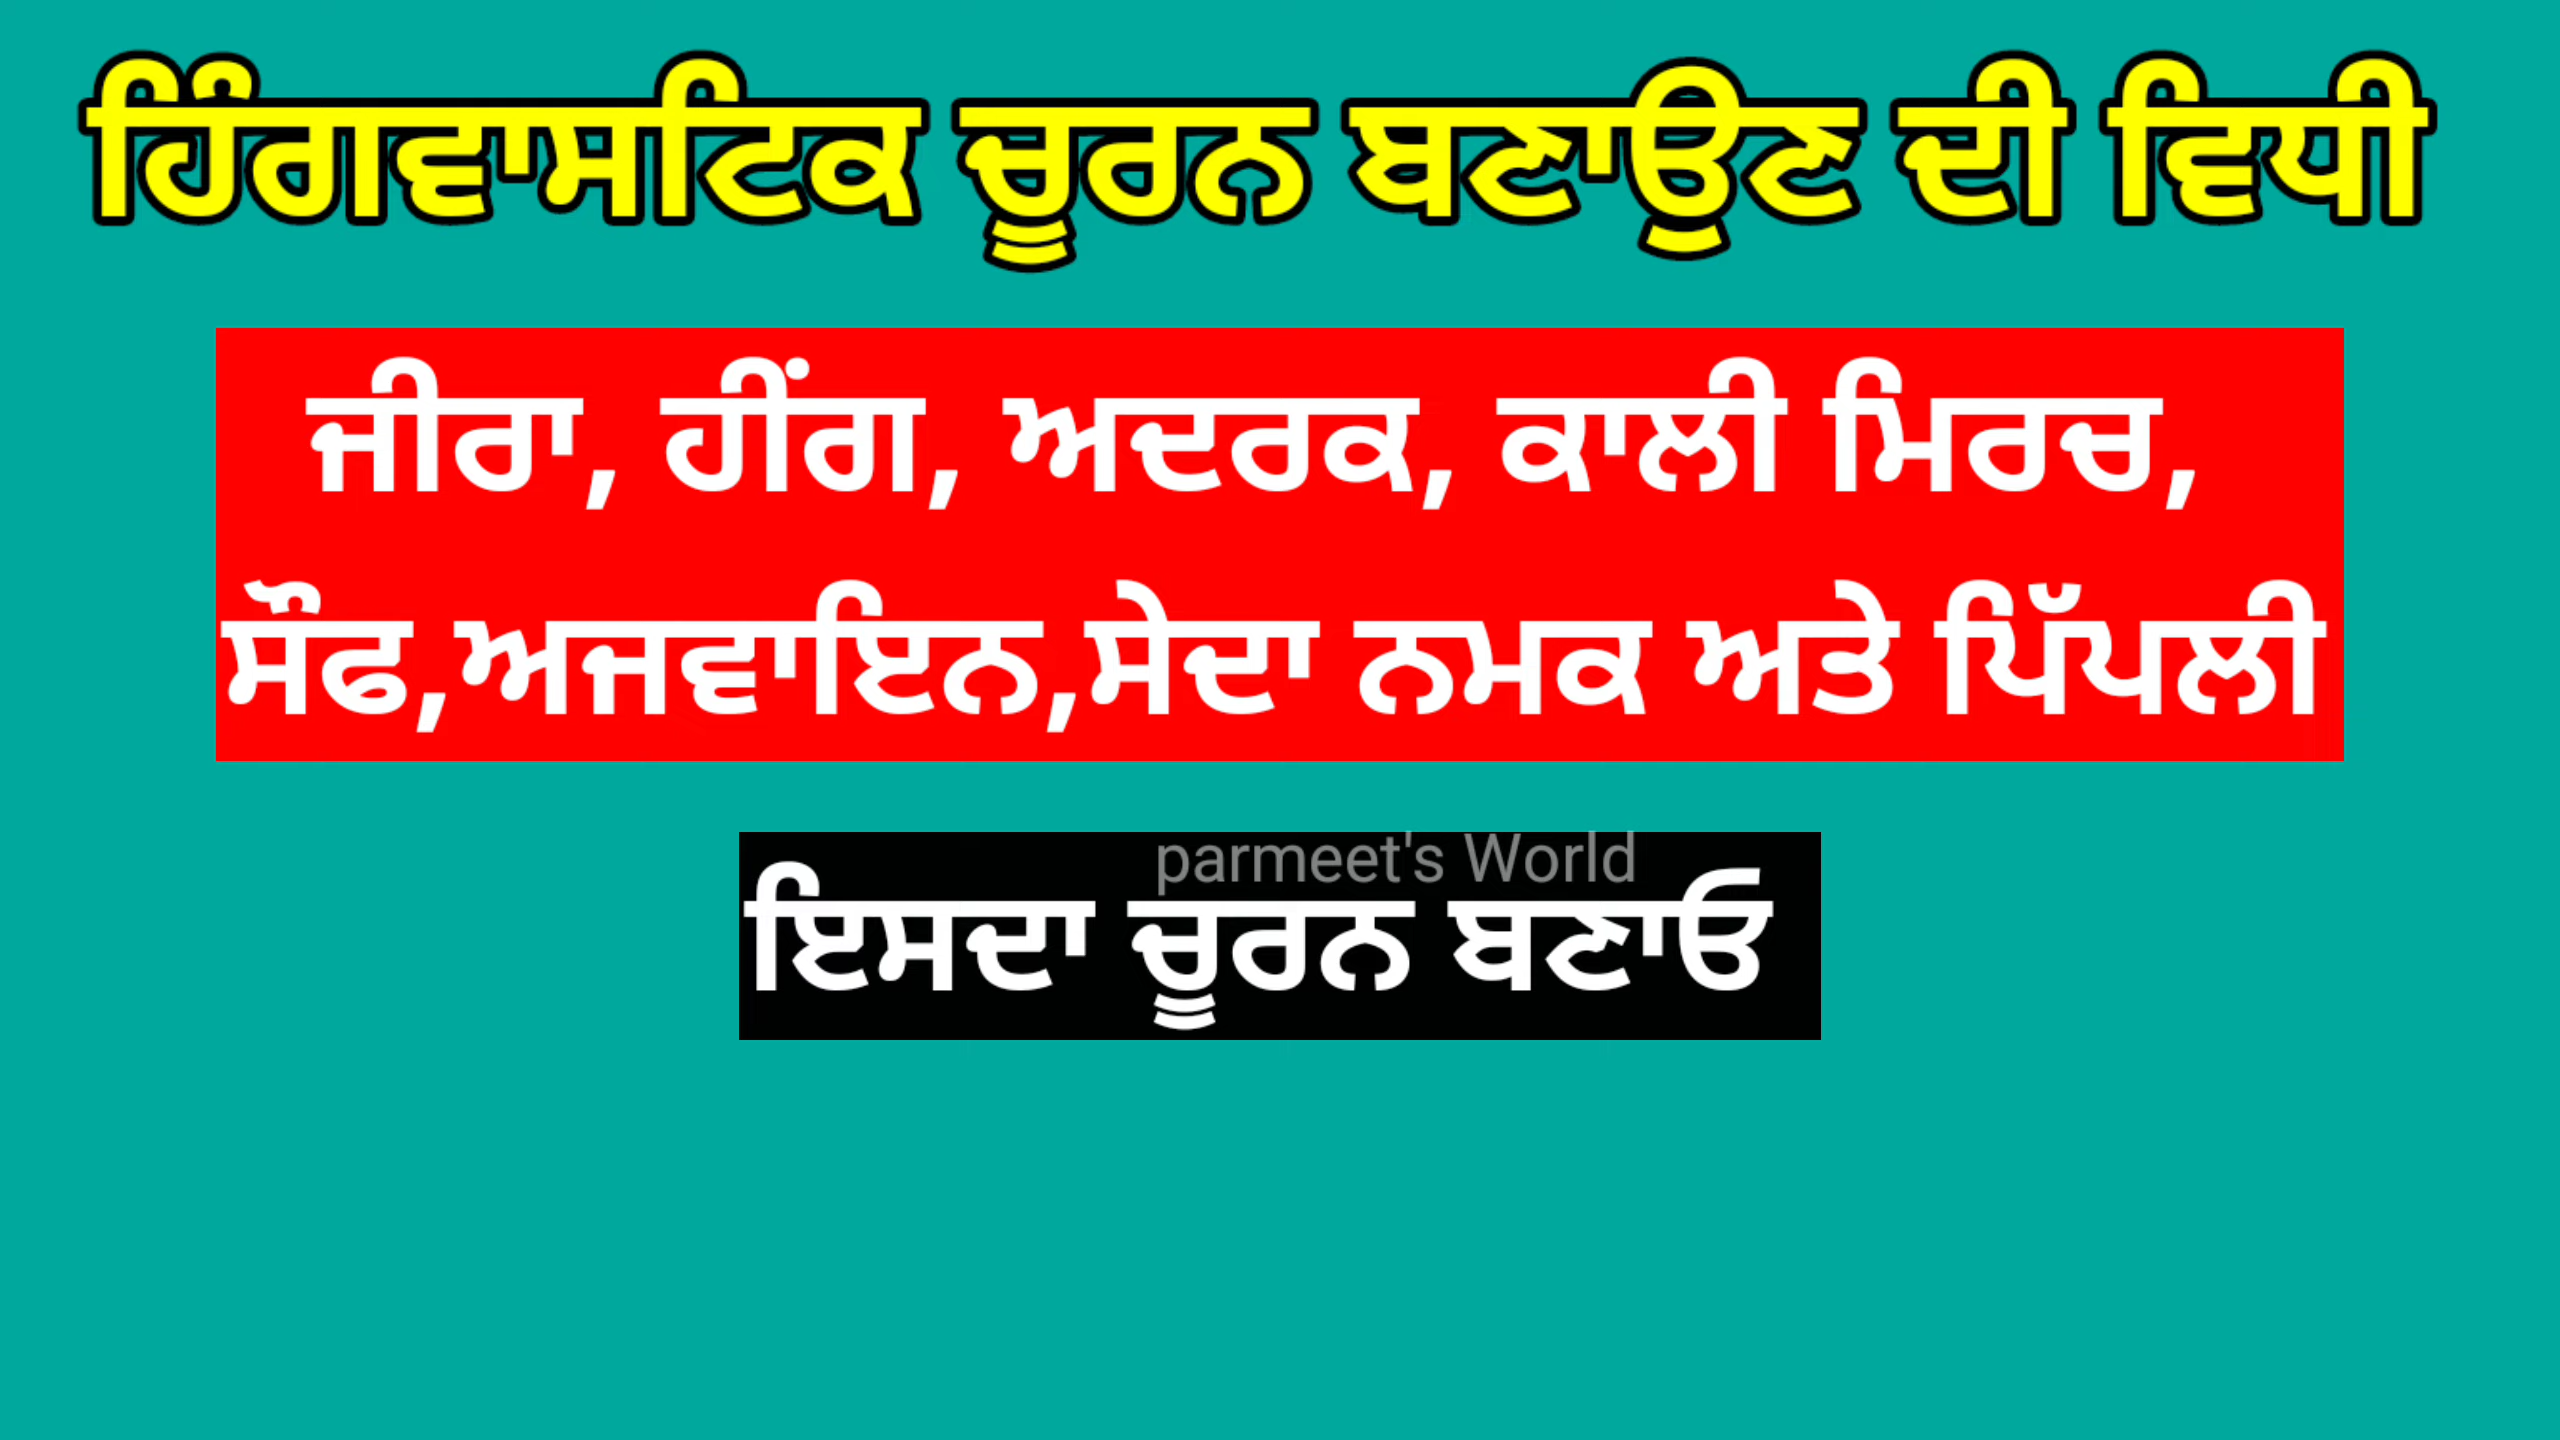 ਹਿੰਗਵਾਸਟਿਕ ਚੂਰਨ ਬਣਾਉਣ ਦੀ ਵਿਧੀ
ਜੀਰਾ, ਹੀਂਗ, ਅਦਰਕ, ਕਾਲੀ ਮਿਰਚ,
ਸੌਫ,ਅਜਵਾਇਨ,ਸੇਦਾ ਨਮਕ ਅਤੇ ਪਿੱਪਲੀ
parmeet's World
ਇਸਦਾ ਚੂਰਨ ਬਣਾਓ